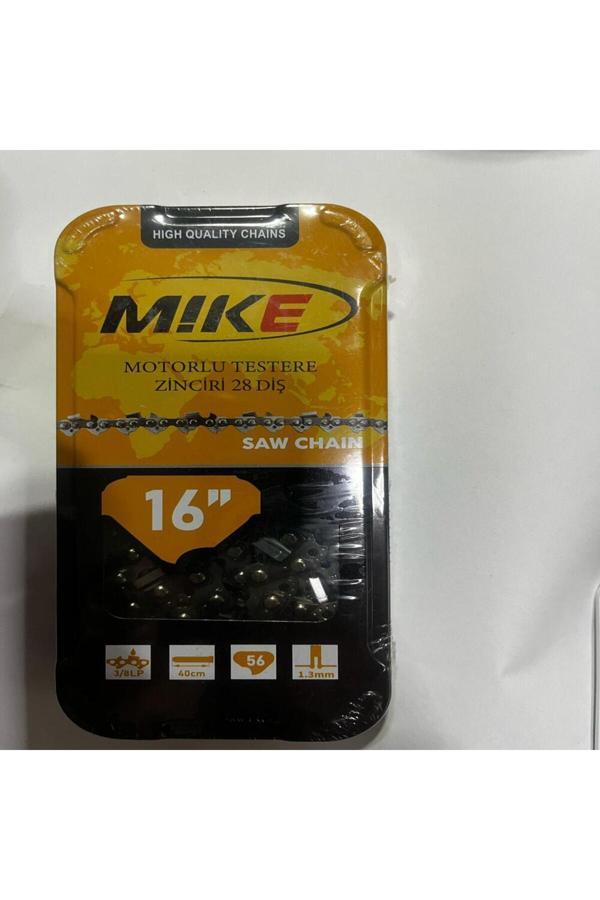 HIGH QUALITY CHAINS
M!KE
MOTORLU TESTERE
ZİNCİRİ 28 DİŞ
SAW CHAIN
16”
3/8LP
40cm
56
1.3mm